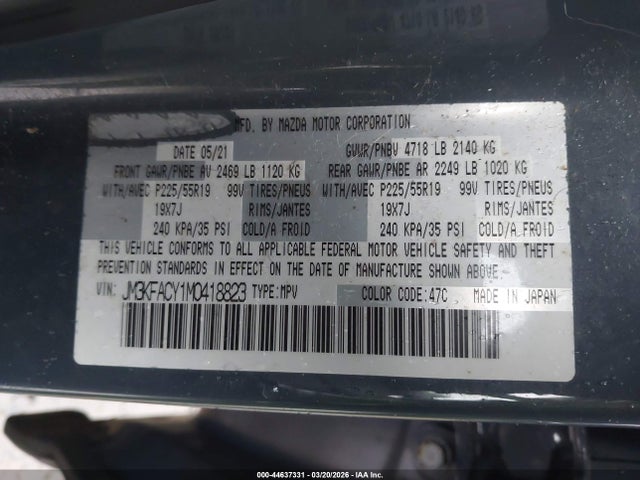 MFD. BY MAZDA MOTOR CORPORATION
DATE 05/21 GVWR/PNBV 4718 LB 2140 KG
FRONT GAWR/PNBE AV 2469 LB 1120 KG REAR GAWR/PNBE AR 2249 LB 1020 KG
WITH/AVEC P225/55R19 99V TIRES/PNEUS WITH/AVEC P225/55R19 99V TIRES/PNEUS
19X7J RIMS/JANTES 19X7J RIMS/JANTES
240 KPA/35 PSI COLD/A FROID 240 KPA/35 PSI COLD/A FROID
THIS VEHICLE CONFORMS TO ALL APPLICABLE FEDERAL MOTOR VEHICLE SAFETY AND THEFT
PREVENTION STANDARDS IN EFFECT ON THE DATE OF MANUFACTURE SHOWN ABOVE.
VIN: JM3KFACY1M0418823 TYPE:MPV COLOR CODE:47C MADE IN JAPAN
000-44637331 | 03/20/2026 | IAA Inc.